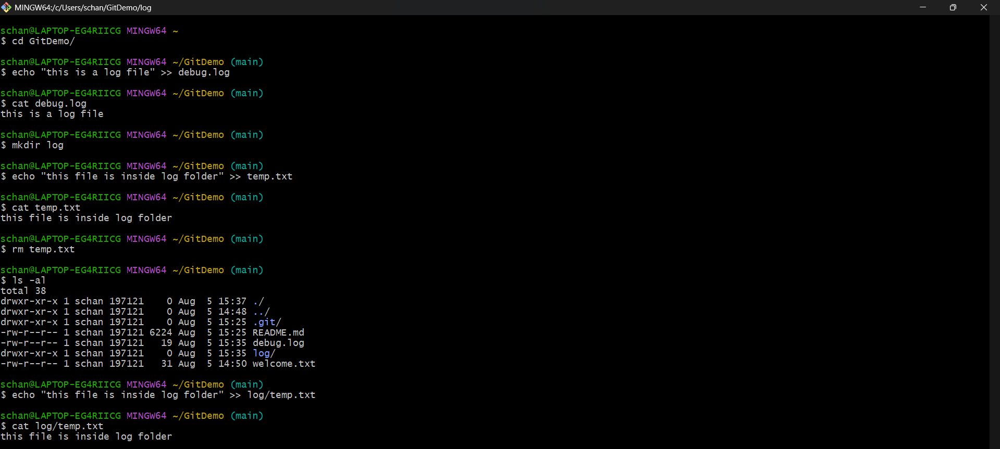 MINGW64:/c/Users/schan/GitDemo/log
schan@LAPTOP-EG4RIICG MINGW64 ~
$ cd GitDemo/
schan@LAPTOP-EG4RIICG MINGW64 ~/GitDemo (main)
$ echo "this is a log file" >> debug.log
schan@LAPTOP-EG4RIICG MINGW64 ~/GitDemo (main)
$ cat debug.log
this is a log file
schan@LAPTOP-EG4RIICG MINGW64 ~/GitDemo (main)
$ mkdir log
schan@LAPTOP-EG4RIICG MINGW64 ~/GitDemo (main)
$ echo "this file is inside log folder" >> temp.txt
schan@LAPTOP-EG4RIICG MINGW64 ~/GitDemo (main)
$ cat temp.txt
this file is inside log folder
schan@LAPTOP-EG4RIICG MINGW64 ~/GitDemo (main)
$ rm temp.txt
schan@LAPTOP-EG4RIICG MINGW64 ~/GitDemo (main)
$ ls -al
total 38
drwxr-xr-x 1 schan 197121    0 Aug  5 15:37 ./
drwxr-xr-x 1 schan 197121    0 Aug  5 14:48 ../
drwxr-xr-x 1 schan 197121    0 Aug  5 15:25 .git/
-rw-r--r-- 1 schan 197121 6224 Aug  5 15:25 README.md
-rw-r--r-- 1 schan 197121   19 Aug  5 15:35 debug.log
drwxr-xr-x 1 schan 197121    0 Aug  5 15:35 log/
-rw-r--r-- 1 schan 197121   31 Aug  5 14:50 welcome.txt
schan@LAPTOP-EG4RIICG MINGW64 ~/GitDemo (main)
$ echo "this file is inside log folder" >> log/temp.txt
schan@LAPTOP-EG4RIICG MINGW64 ~/GitDemo (main)
$ cat log/temp.txt
this file is inside log folder